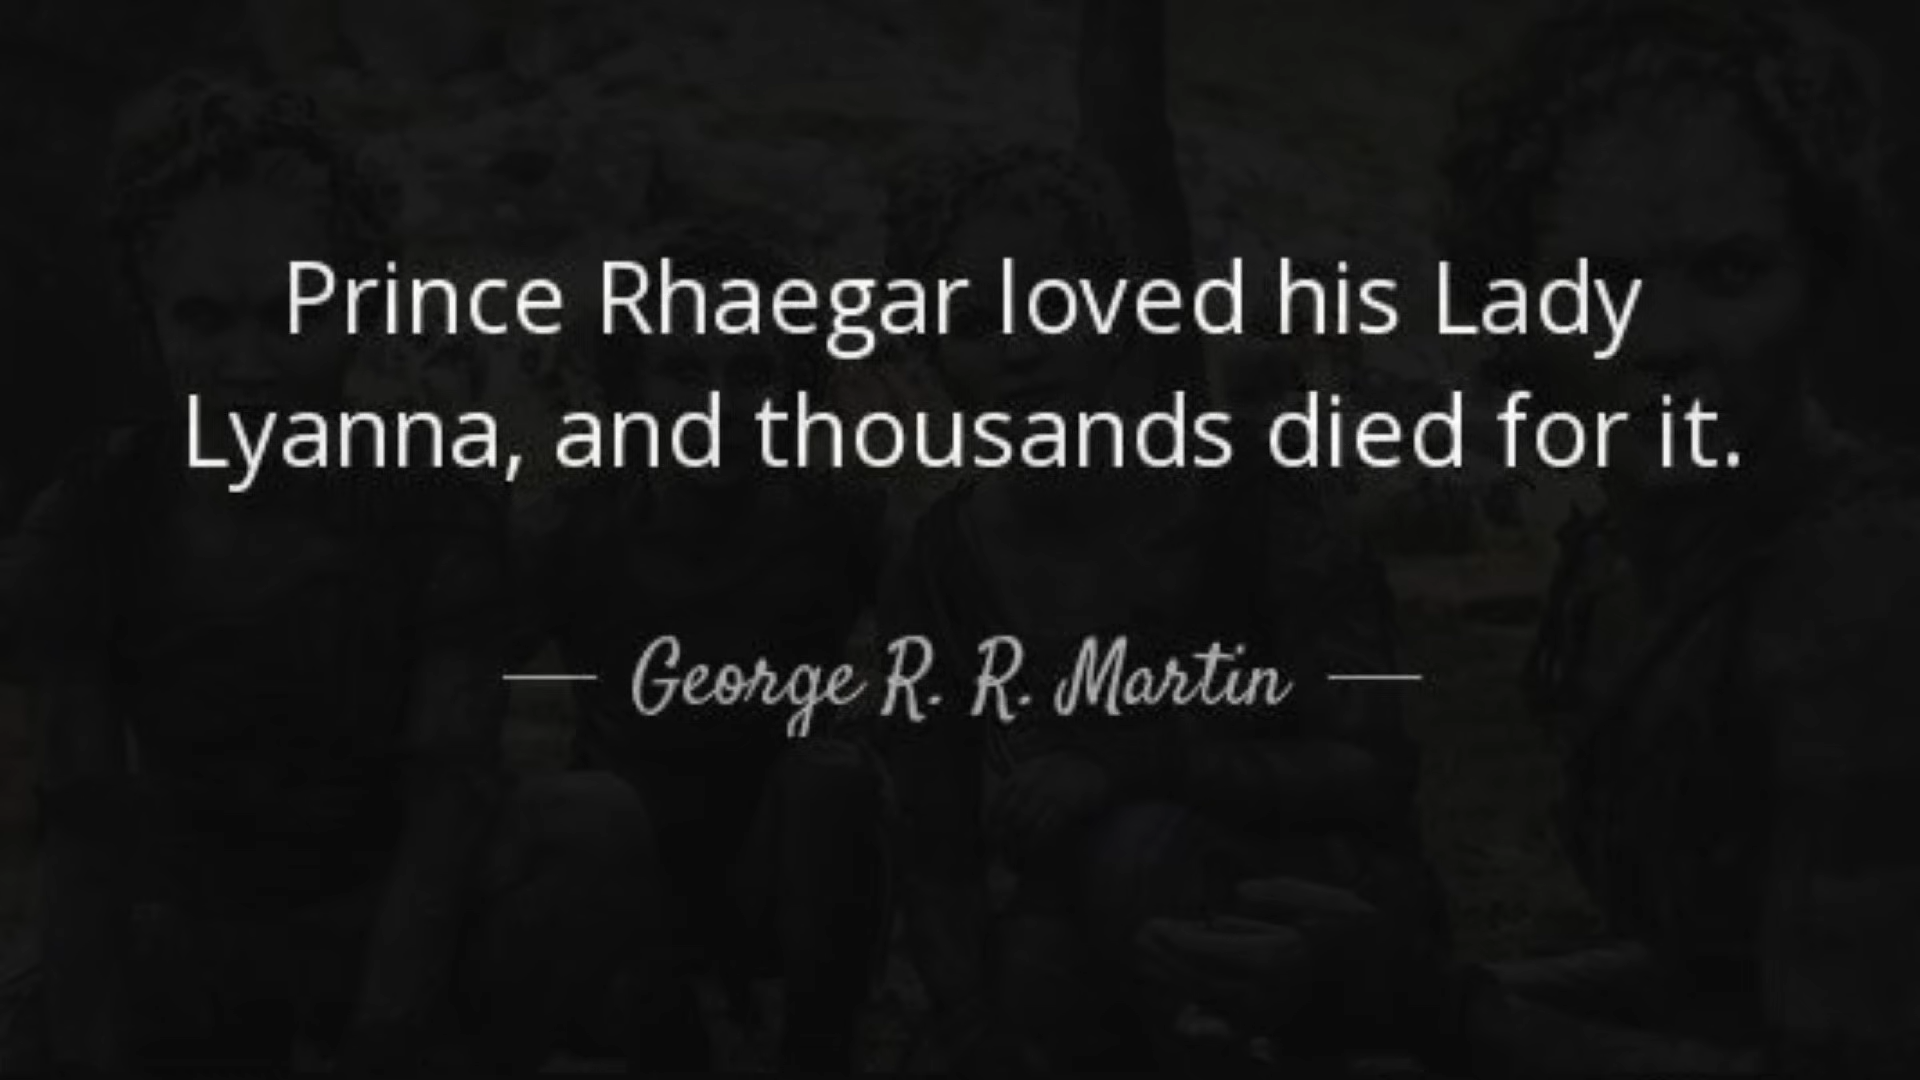 Prince Rhaegar loved his Lady
Lyanna, and thousands died for it.
— George R. R. Martin —